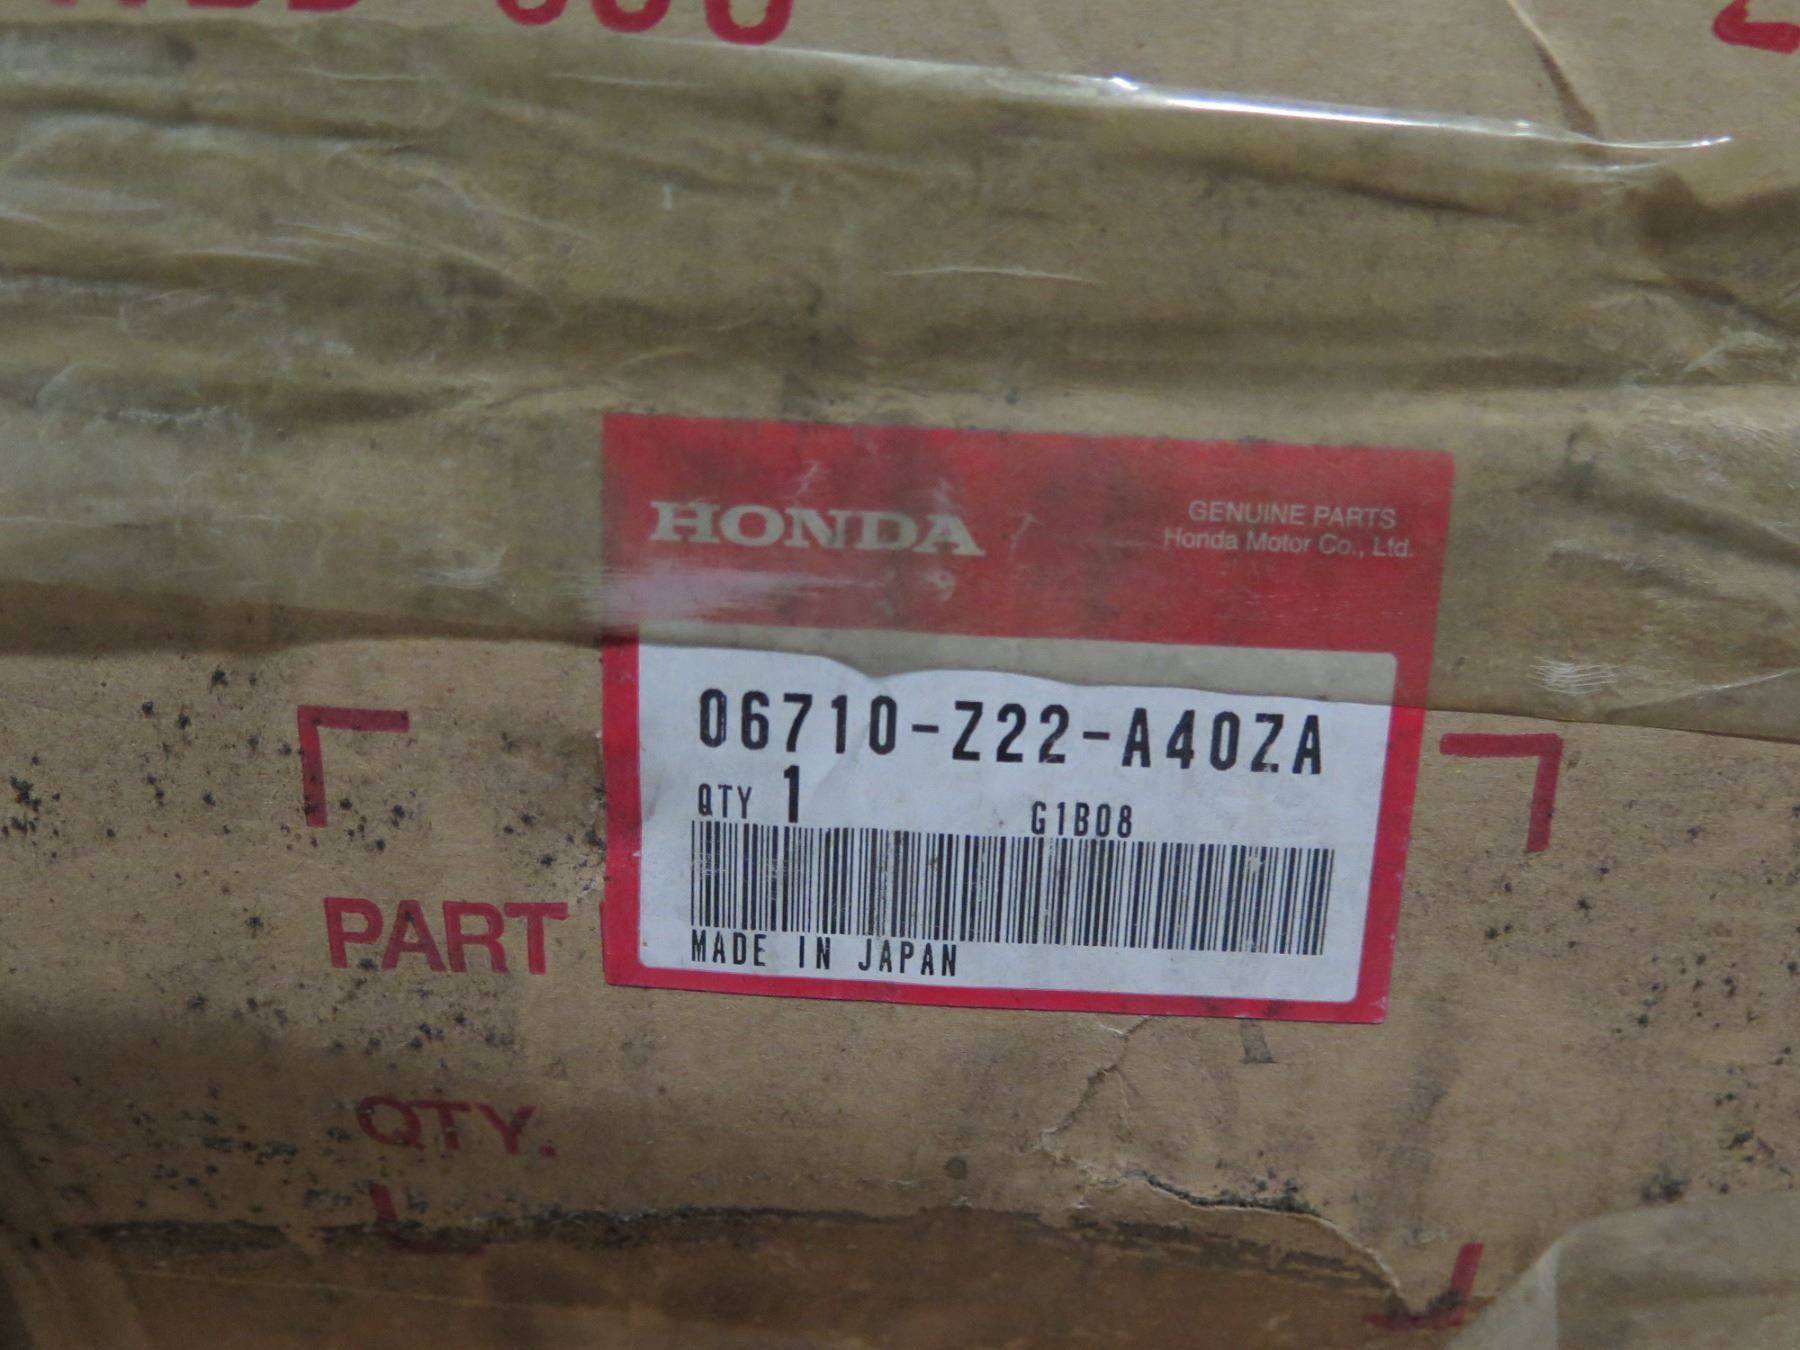 HONDA
GENUINE PARTS
Honda Motor Co., Ltd.
06710-Z22-A40ZA
QTY 1
G1B08
MADE IN JAPAN
PART
QTY.